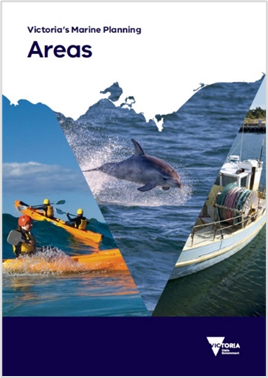 Victoria's Marine Planning
Areas
VICTORIA
State
Government